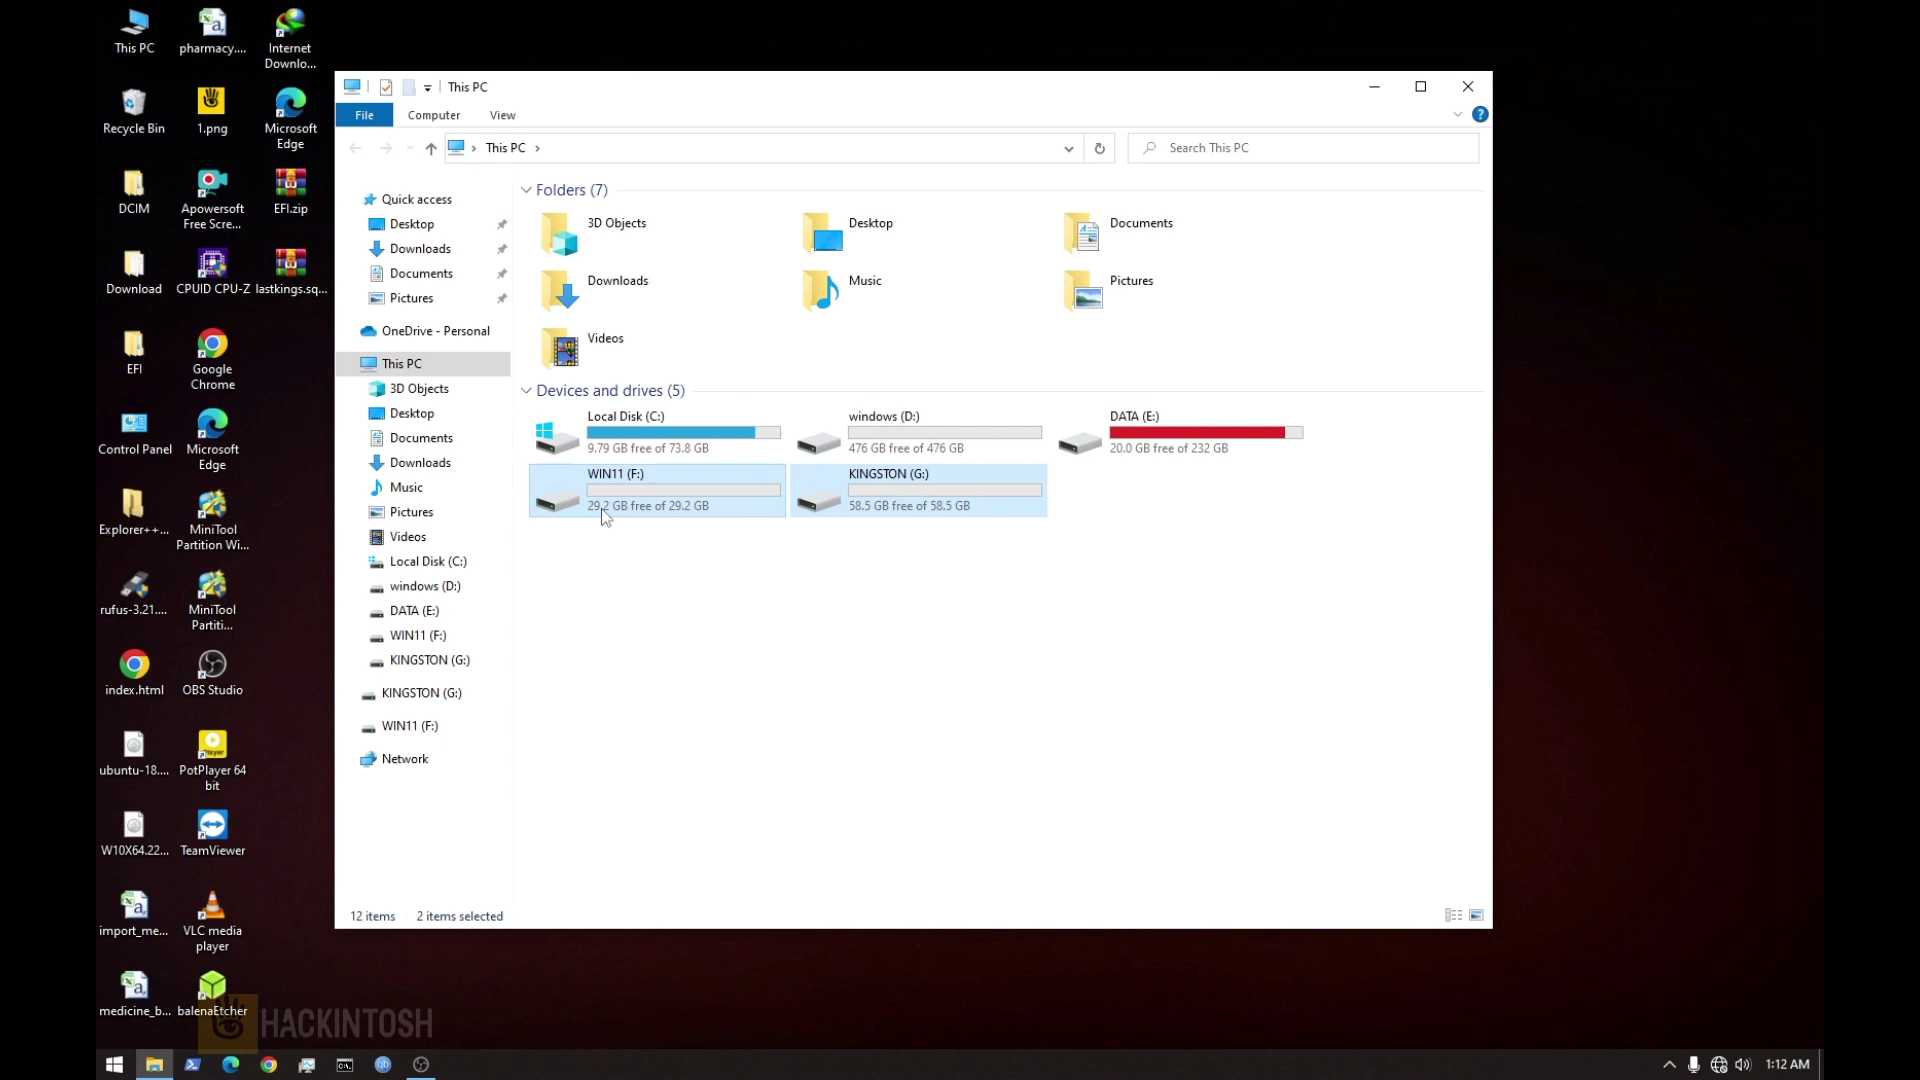 This PC
pharmacy....
Internet
Downlo...
Recycle Bin
1.png
Microsoft
Edge
DCIM
Apowersoft
Free Scre...
EFI.zip
Download
CPUID CPU-Z
lastkings.sq...
EFI
Google
Chrome
Control Panel
Microsoft
Edge
Explorer++...
MiniTool
Partition Wi...
rufus-3.21....
MiniTool
Partiti...
index.html
OBS Studio
ubuntu-18....
PotPlayer 64
bit
W10X64.22...
TeamViewer
import_me...
VLC media
player
medicine_b...
balenaEtcher
HACKINTOSH
This PC
File
Computer
View
This PC
Search This PC
Quick access
Desktop
Downloads
Documents
Pictures
OneDrive - Personal
This PC
3D Objects
Desktop
Documents
Downloads
Music
Pictures
Videos
Local Disk (C:)
windows (D:)
DATA (E:)
WIN11 (F:)
KINGSTON (G:)
KINGSTON (G:)
WIN11 (F:)
Network
Folders (7)
3D Objects
Desktop
Documents
Downloads
Music
Pictures
Videos
Devices and drives (5)
Local Disk (C:)
9.79 GB free of 73.8 GB
windows (D:)
476 GB free of 476 GB
DATA (E:)
20.0 GB free of 232 GB
WIN11 (F:)
29.2 GB free of 29.2 GB
KINGSTON (G:)
58.5 GB free of 58.5 GB
12 items
2 items selected
1:12 AM